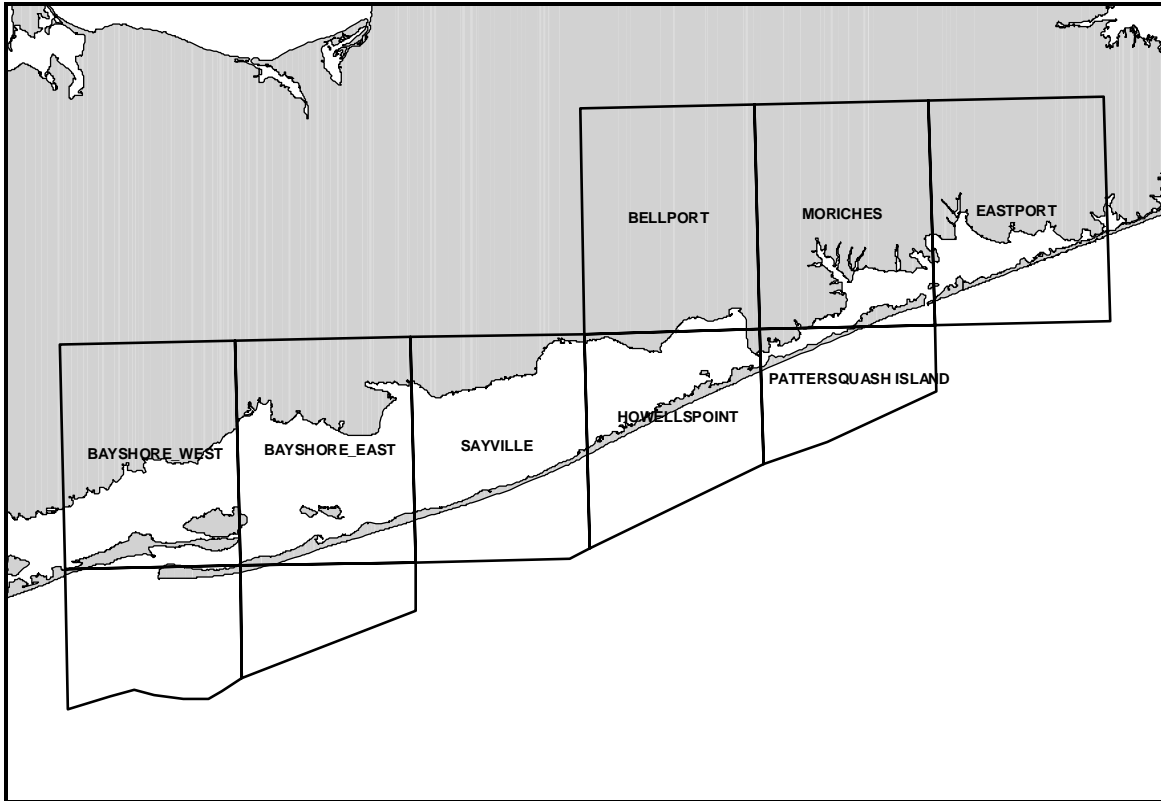 BELLPORT
MORICHES
EASTPORT
PATTERSQUASH ISLAND
HOWELLSPOINT
BAYSHORE_WEST
BAYSHORE_EAST
SAYVILLE